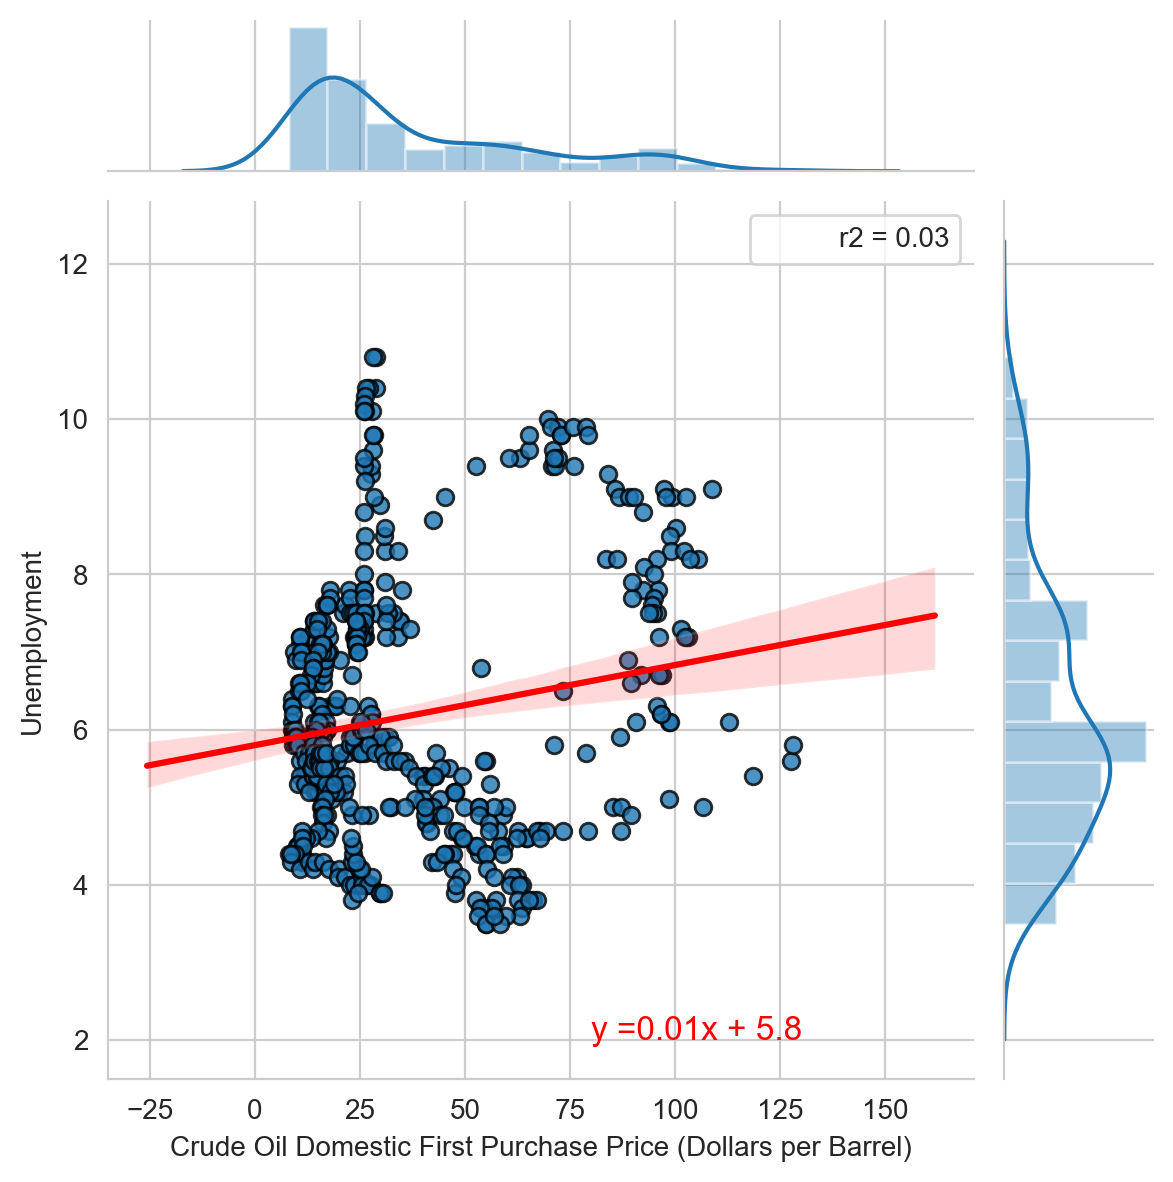 r2 = 0.03
12
10
8
6
4
2
Unemployment
y =0.01x + 5.8
−25 0 25 50 75 100 125 150
Crude Oil Domestic First Purchase Price (Dollars per Barrel)